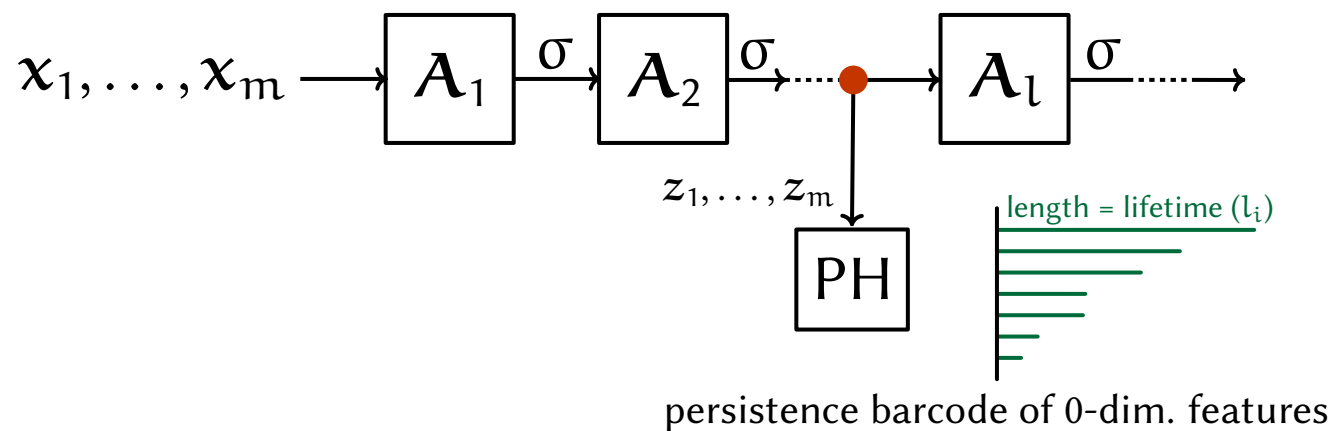 x₁, . . . , xₘ
A₁
σ
A₂
σ
Aₗ
σ
z₁, . . . , zₘ
PH
length = lifetime (lᵢ)
persistence barcode of 0-dim. features